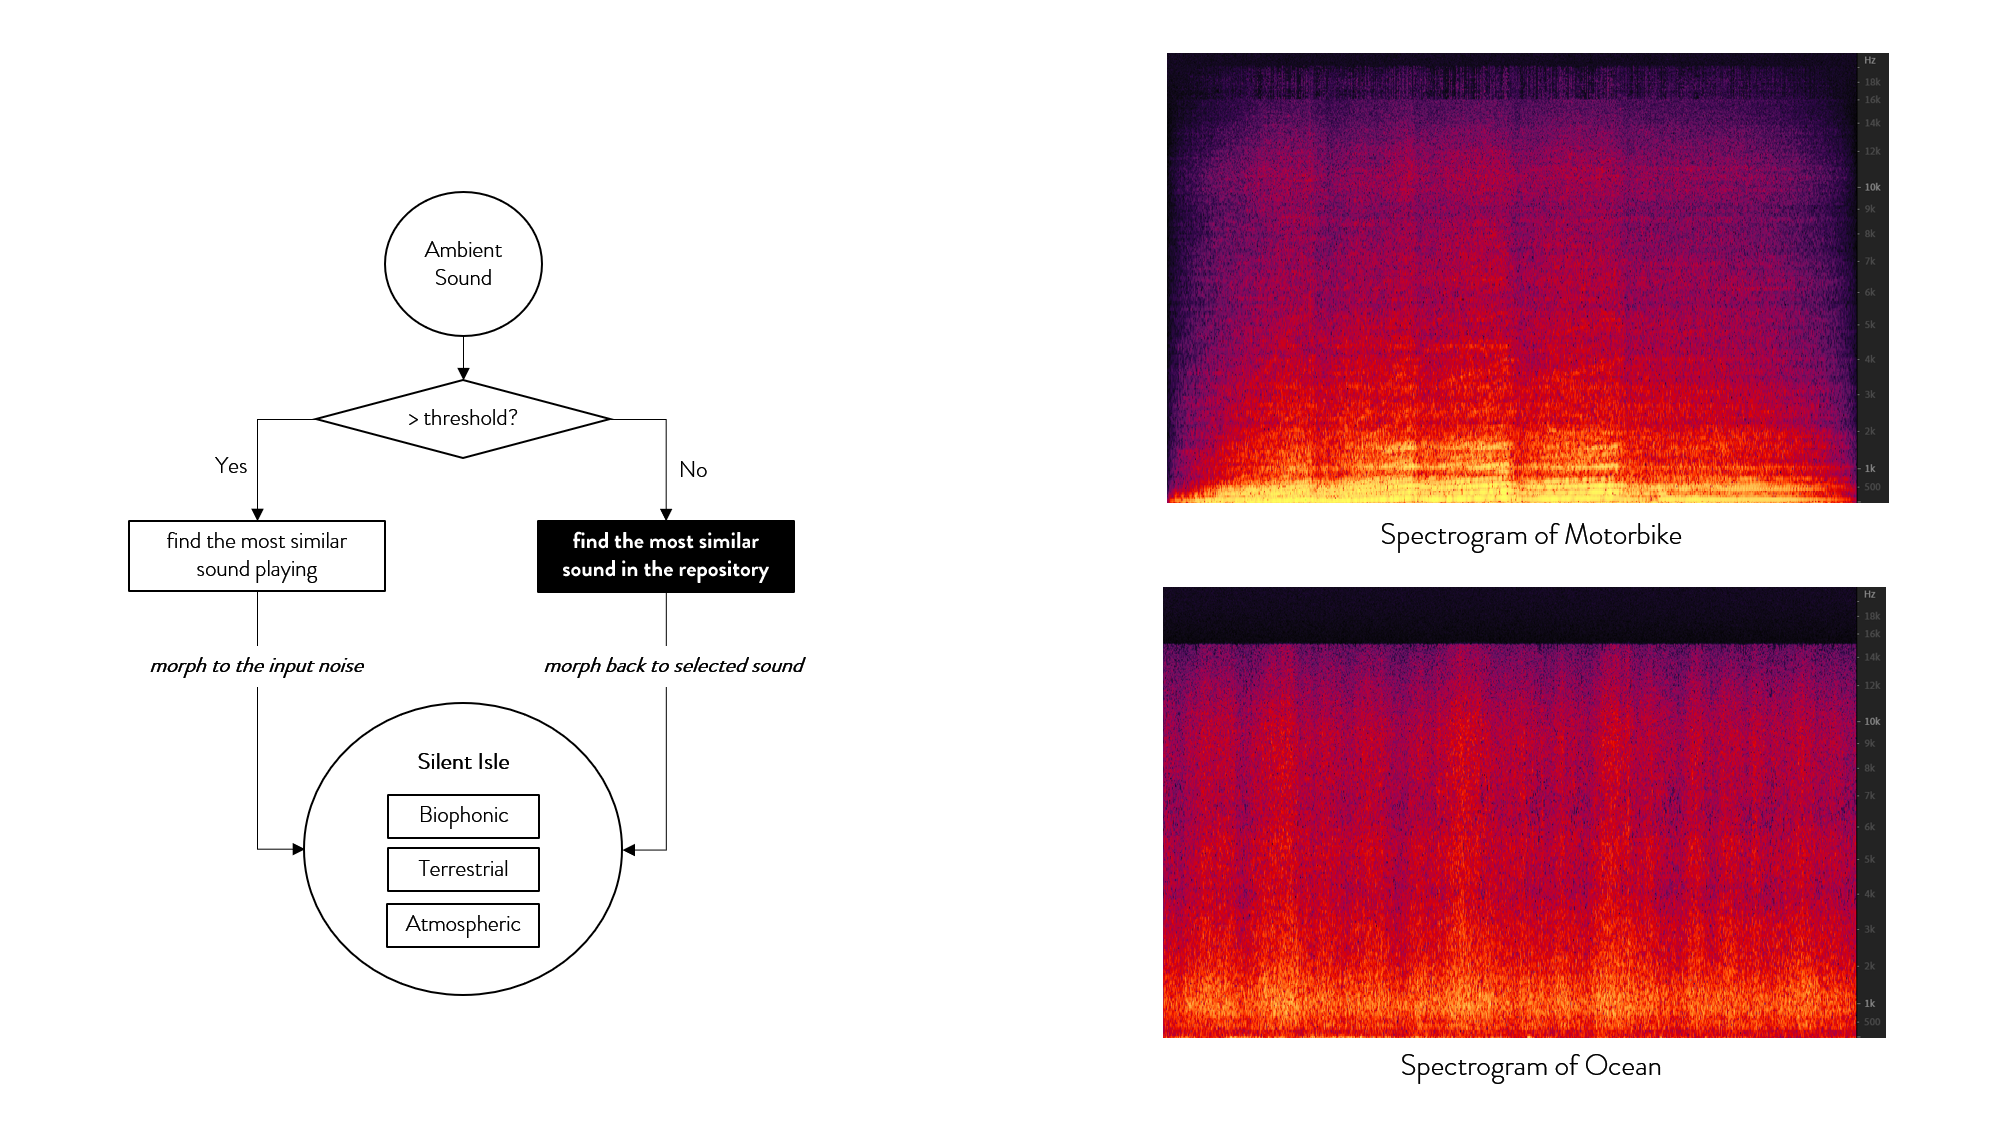 Ambient
Sound
> threshold?
Yes
No
find the most similar
sound playing
find the most similar
sound in the repository
morph to the input noise
morph back to selected sound
Silent Isle
Biophonic
Terrestrial
Atmospheric
Hz
18k
16k
14k
12k
10k
9k
8k
7k
6k
5k
4k
3k
2k
1k
500
Spectrogram of Motorbike
Hz
18k
16k
14k
12k
10k
9k
8k
7k
6k
5k
4k
3k
2k
1k
500
Spectrogram of Ocean